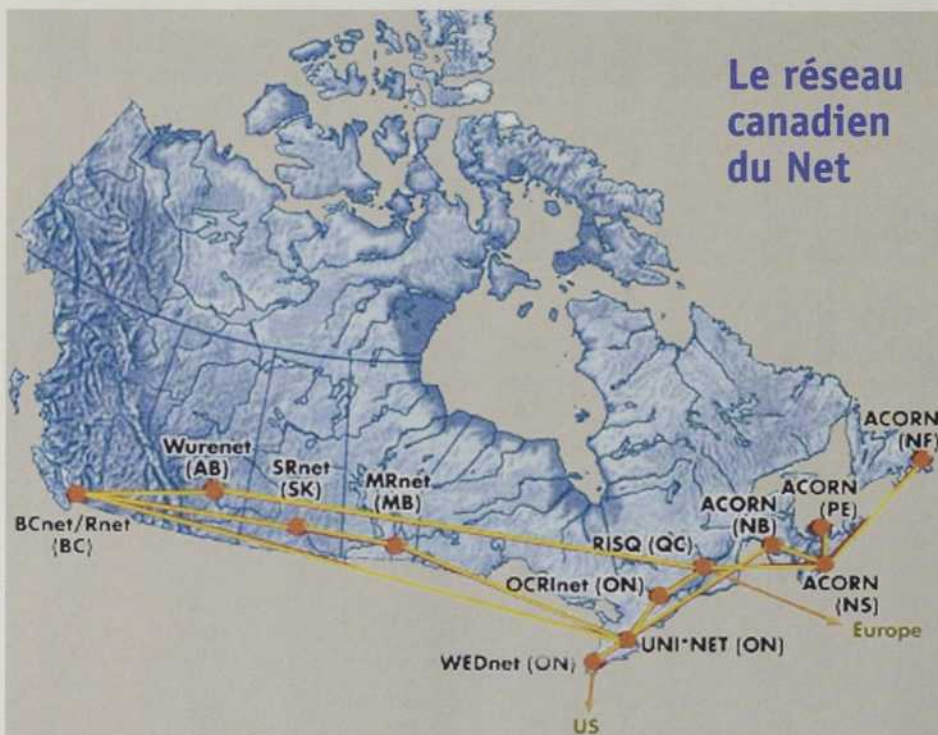 Le réseau
canadien
du Net
ACORN
(NF)
Wurenet
(AB)
SRnet
(SK)
MRnet
(MB)
ACORN
(PE)
ACORN
(NB)
BCnet/Rnet
(BC)
RISQ (QC)
OCRInet (ON)
ACORN
(NS)
Europe
UNI*NET (ON)
WEDnet (ON)
US